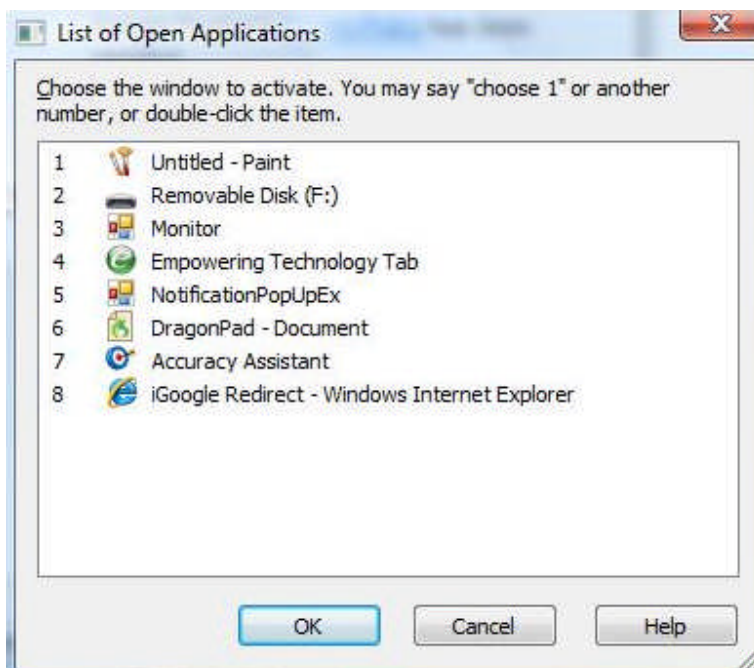 List of Open Applications
Choose the window to activate. You may say "choose 1" or another
number, or double-click the item.
1 Untitled - Paint
2 Removable Disk (F:)
3 Monitor
4 Empowering Technology Tab
5 NotificationPopUpEx
6 DragonPad - Document
7 Accuracy Assistant
8 iGoogle Redirect - Windows Internet Explorer
OK Cancel Help